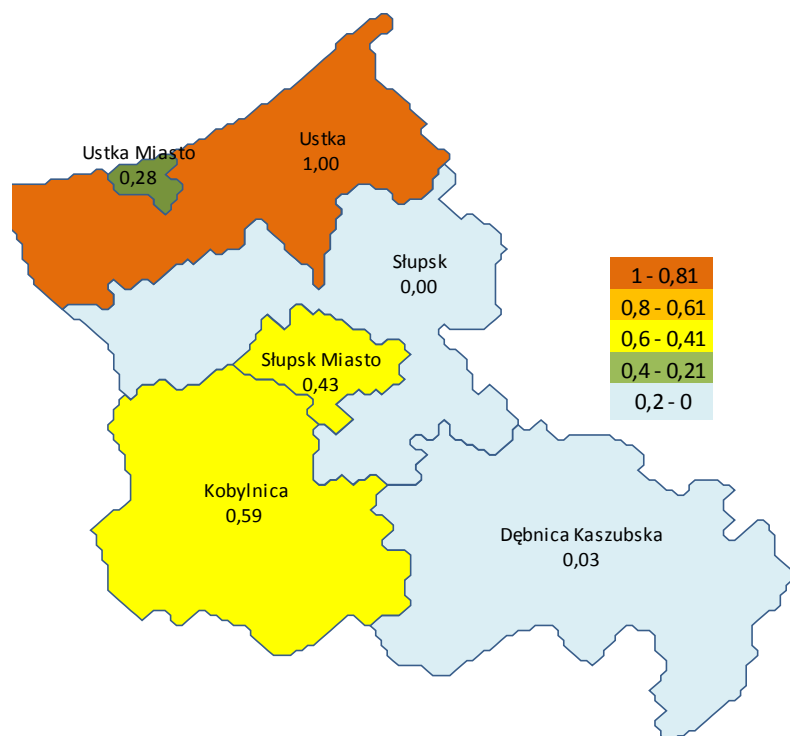 Ustka
1,00
Ustka Miasto
0,28
Słupsk
0,00
Słupsk Miasto
0,43
Kobylnica
0,59
Dębnica Kaszubska
0,03
1 - 0,81
0,8 - 0,61
0,6 - 0,41
0,4 - 0,21
0,2 - 0